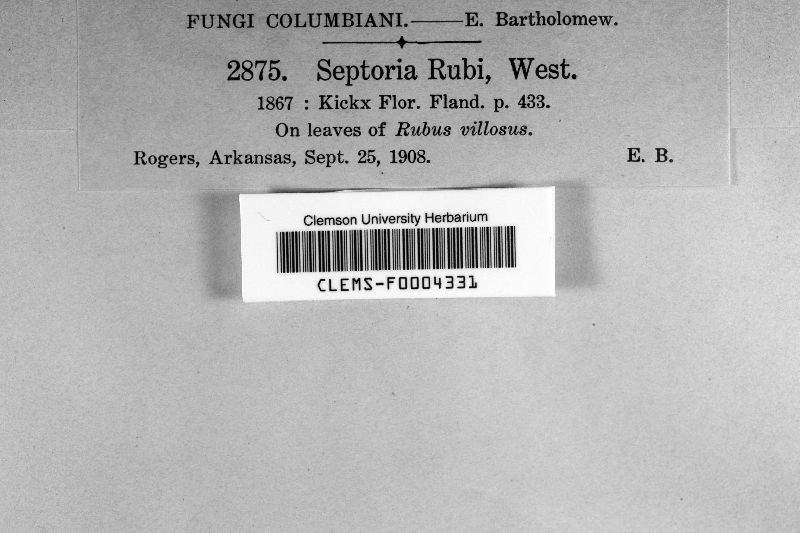 FUNGI COLUMBIANI.——E. Bartholomew.
2875. Septoria Rubi, West.
1867 : Kickx Flor. Fland. p. 433.
On leaves of Rubus villosus.
Rogers, Arkansas, Sept. 25, 1908. E. B.
Clemson University Herbarium
CLEMS-F0004331